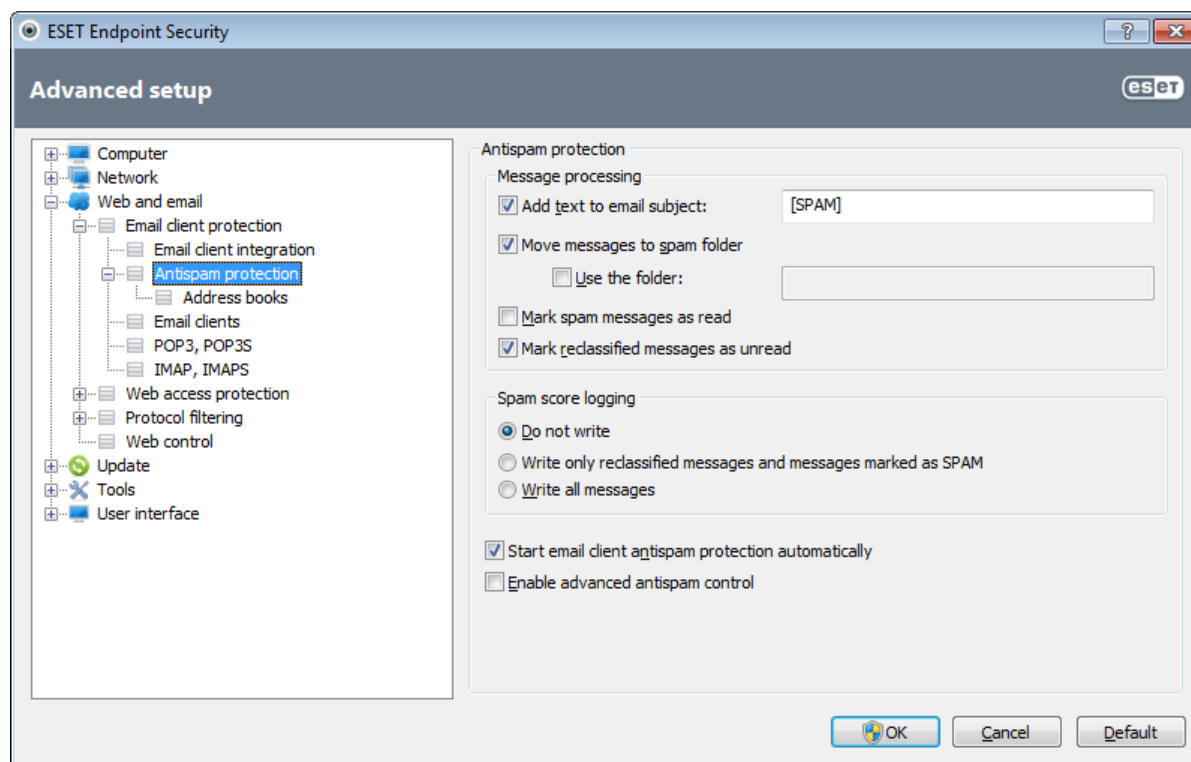 ESET Endpoint Security
?
Advanced setup
eset
Computer
Network
Web and email
Email client protection
Email client integration
Antispam protection
Address books
Email clients
POP3, POP3S
IMAP, IMAPS
Web access protection
Protocol filtering
Web control
Update
Tools
User interface
Antispam protection
Message processing
Add text to email subject: [SPAM]
Move messages to spam folder
Use the folder:
Mark spam messages as read
Mark reclassified messages as unread
Spam score logging
Do not write
Write only reclassified messages and messages marked as SPAM
Write all messages
Start email client antispam protection automatically
Enable advanced antispam control
OK Cancel Default